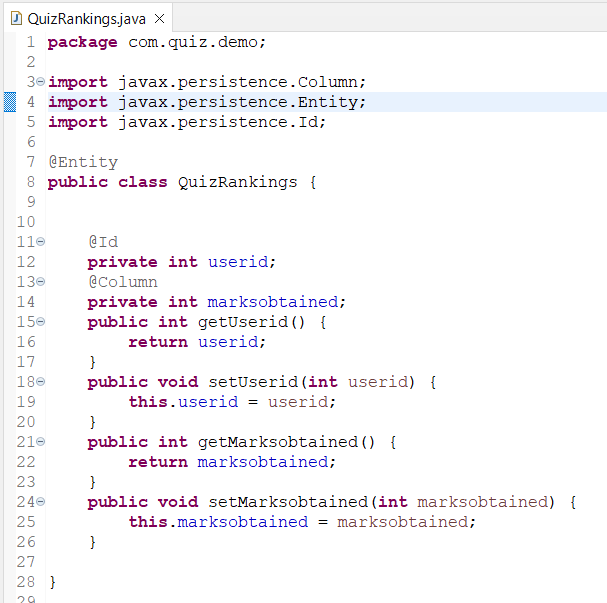 QuizRankings.java
1 package com.quiz.demo;
2
3 import javax.persistence.Column;
4 import javax.persistence.Entity;
5 import javax.persistence.Id;
6
7 @Entity
8 public class QuizRankings {
9
10
11     @Id
12     private int userid;
13     @Column
14     private int marksobtained;
15     public int getUserid() {
16         return userid;
17     }
18     public void setUserid(int userid) {
19         this.userid = userid;
20     }
21     public int getMarksobtained() {
22         return marksobtained;
23     }
24     public void setMarksobtained(int marksobtained) {
25         this.marksobtained = marksobtained;
26     }
27
28 }
29